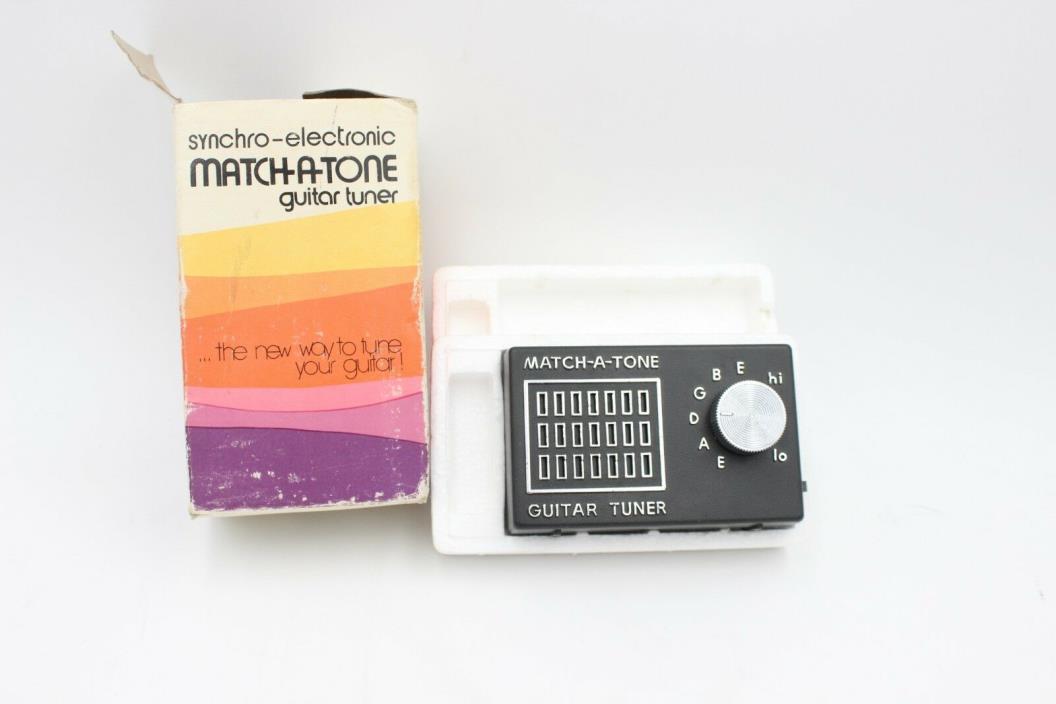 synchro-electronic
MATCH-A-TONE
guitar tuner
...the new way to tune
your guitar!
MATCH-A-TONE
GUITAR TUNER
E
B
G
D
A
E
hi
lo